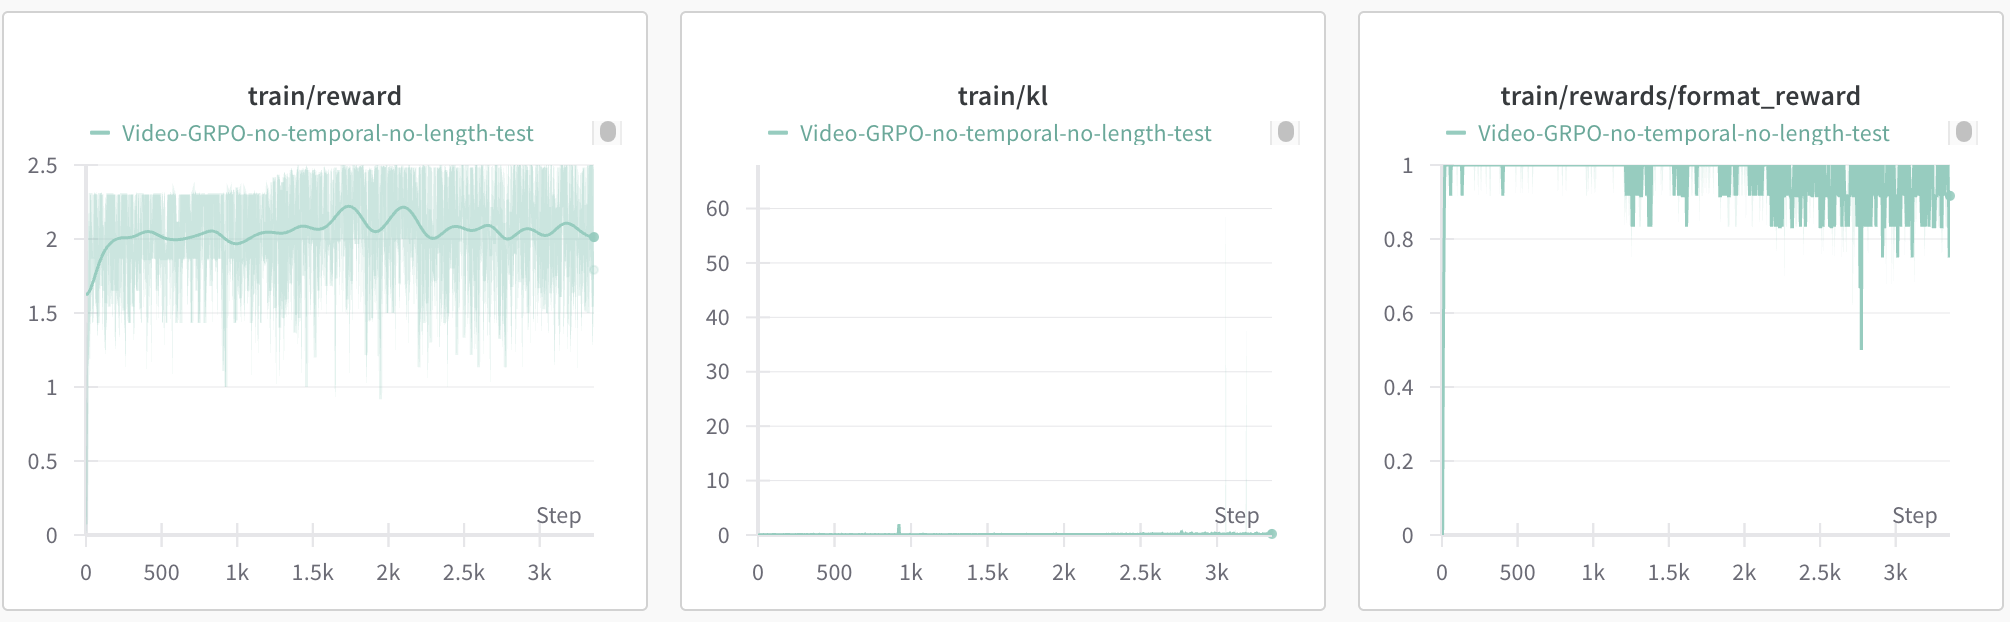 train/reward
Video-GRPO-no-temporal-no-length-test
2.5
2
1.5
1
0.5
0
Step
0 500 1k 1.5k 2k 2.5k 3k
train/kl
Video-GRPO-no-temporal-no-length-test
60
50
40
30
20
10
0
Step
0 500 1k 1.5k 2k 2.5k 3k
train/rewards/format_reward
Video-GRPO-no-temporal-no-length-test
1
0.8
0.6
0.4
0.2
0
Step
0 500 1k 1.5k 2k 2.5k 3k